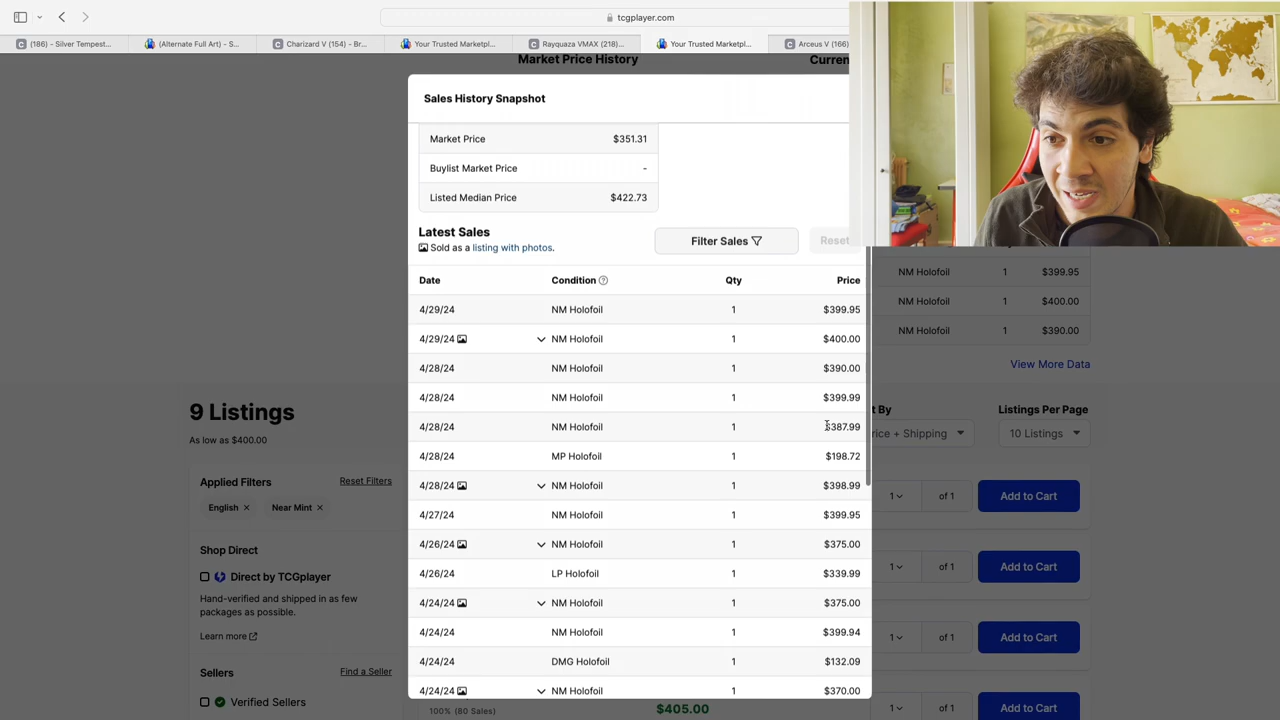 tcgplayer.com
(186) - Silver Tempest...
(Alternate Full Art) - S...
Charizard V (154) - Br...
Your Trusted Marketpl...
Rayquaza VMAX (218)...
Your Trusted Marketpl...
Arceus V (166)
Market Price History
Curren
Sales History Snapshot
Market Price $351.31
Buylist Market Price -
Listed Median Price $422.73
Latest Sales
Sold as a listing with photos.
Filter Sales
Reset
Date Condition Qty Price
4/29/24 NM Holofoil 1 $399.95
4/29/24 NM Holofoil 1 $400.00
4/28/24 NM Holofoil 1 $390.00
4/28/24 NM Holofoil 1 $399.99
4/28/24 NM Holofoil 1 $387.99
4/28/24 MP Holofoil 1 $198.72
4/28/24 NM Holofoil 1 $398.99
4/27/24 NM Holofoil 1 $399.95
4/26/24 NM Holofoil 1 $375.00
4/26/24 LP Holofoil 1 $339.99
4/24/24 NM Holofoil 1 $375.00
4/24/24 NM Holofoil 1 $399.94
4/24/24 DMG Holofoil 1 $132.09
4/24/24 NM Holofoil 1 $370.00
NM Holofoil 1 $399.95
NM Holofoil 1 $400.00
NM Holofoil 1 $390.00
View More Data
9 Listings
As low as $400.00
Applied Filters Reset Filters
English Near Mint
Shop Direct
Direct by TCGplayer
Hand-verified and shipped in as few
packages as possible.
Learn more
Sellers Find a Seller
Verified Sellers
t By
rice + Shipping
Listings Per Page
10 Listings
1 of 1 Add to Cart
1 of 1 Add to Cart
1 of 1 Add to Cart
1 of 1 Add to Cart
100% (80 Sales)
$405.00